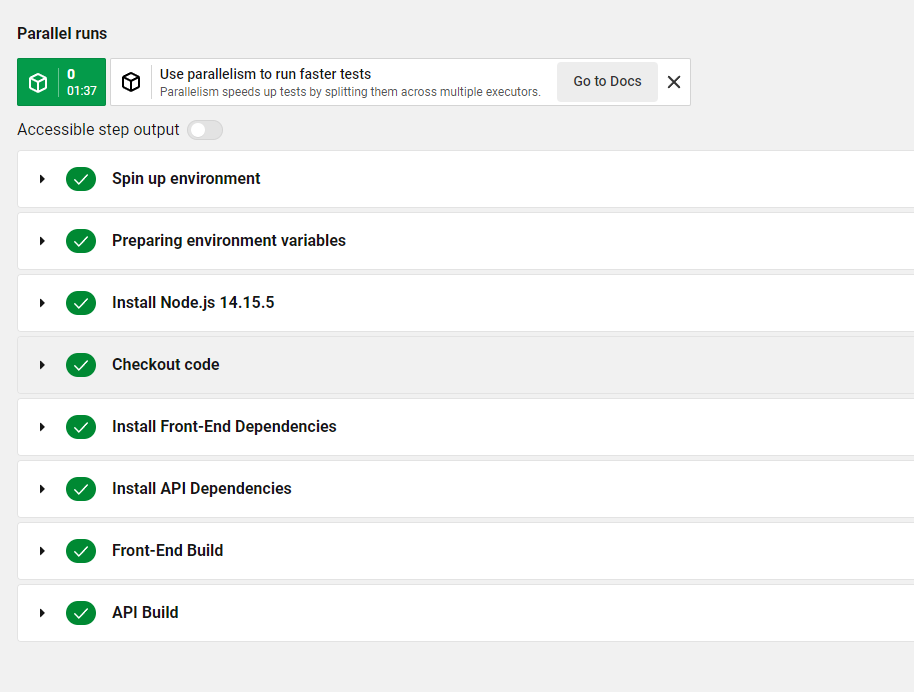 Parallel runs
0
01:37
Use parallelism to run faster tests
Parallelism speeds up tests by splitting them across multiple executors.
Go to Docs
Accessible step output
Spin up environment
Preparing environment variables
Install Node.js 14.15.5
Checkout code
Install Front-End Dependencies
Install API Dependencies
Front-End Build
API Build